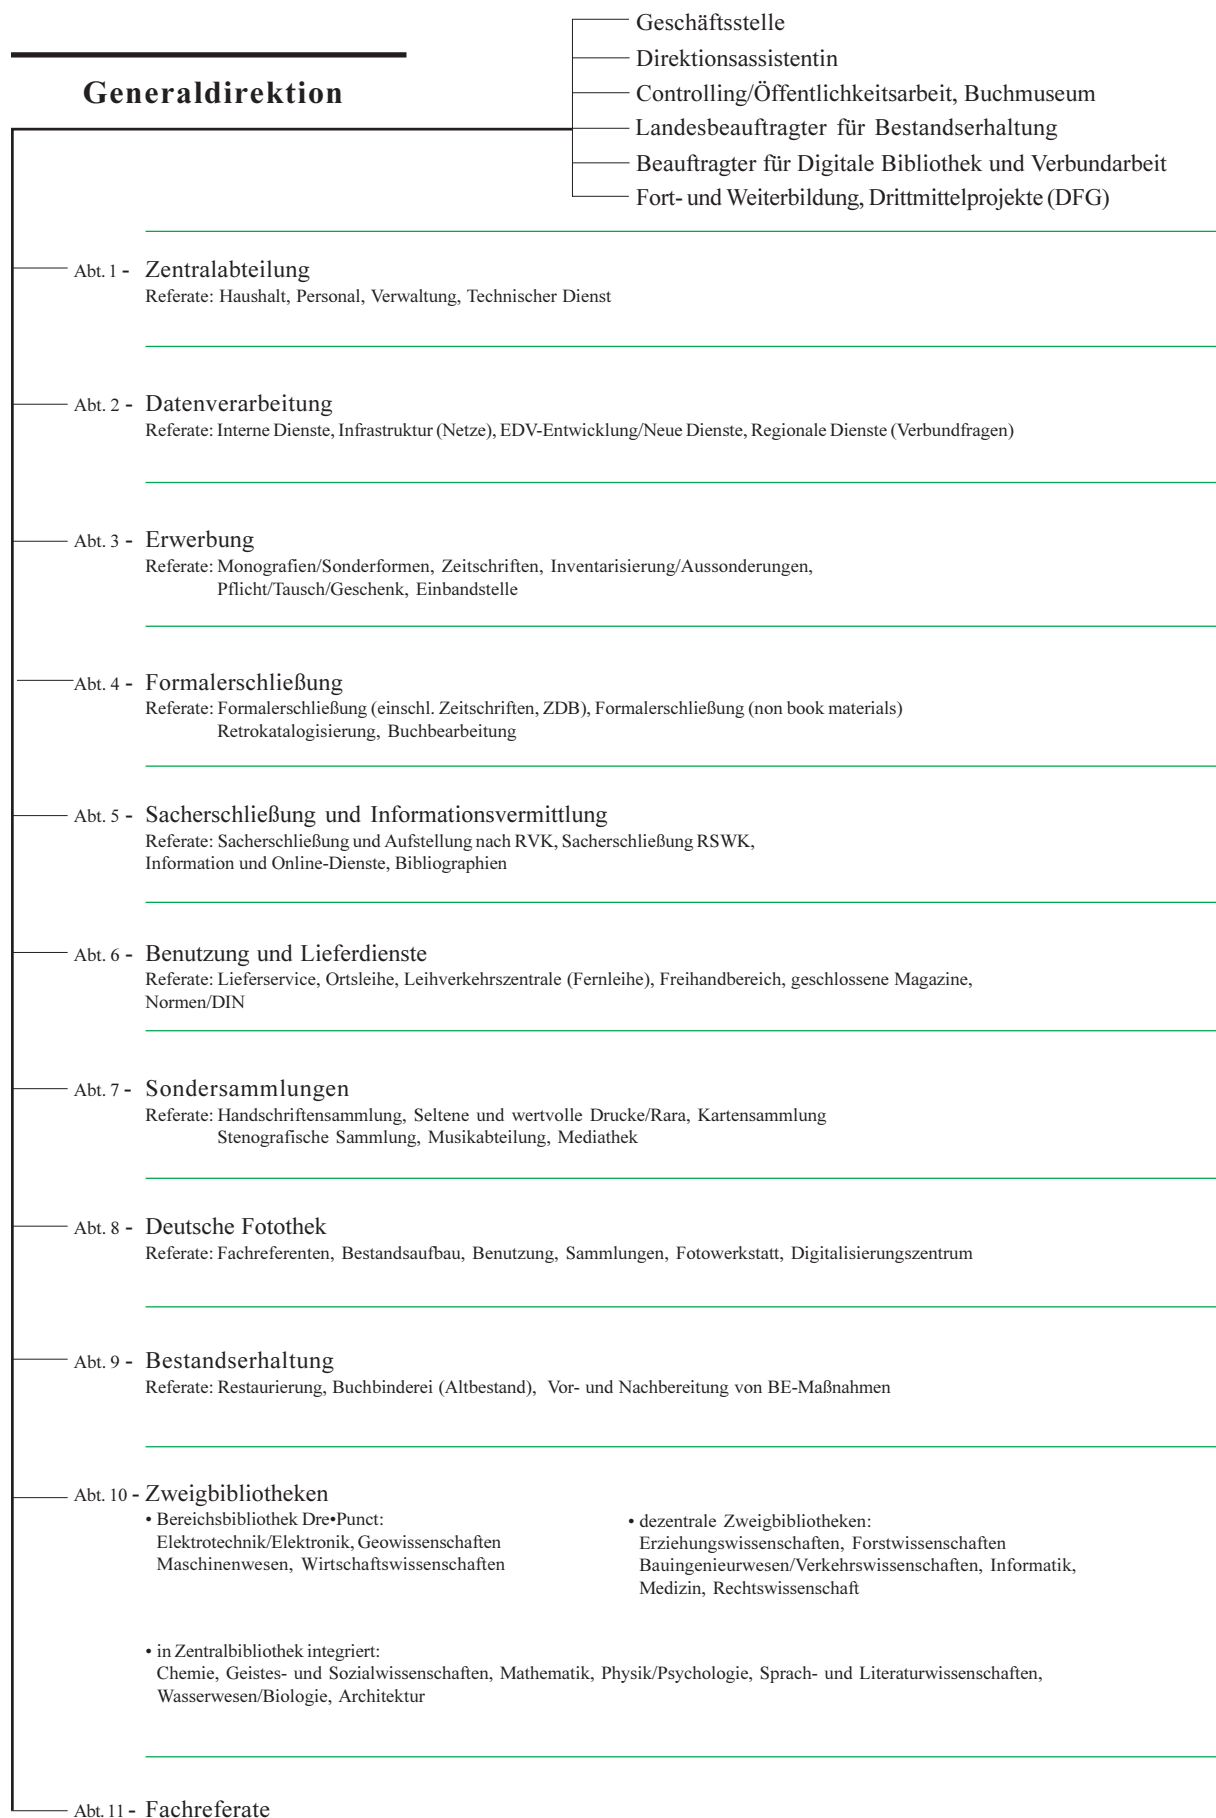 Geschäftsstelle
Direktionsassistentin
Generaldirektion
Controlling/Öffentlichkeitsarbeit, Buchmuseum
Landesbeauftragter für Bestandserhaltung
Beauftragter für Digitale Bibliothek und Verbundarbeit
Fort- und Weiterbildung, Drittmittelprojekte (DFG)
Abt. 1 - Zentralabteilung
Referate: Haushalt, Personal, Verwaltung, Technischer Dienst
Abt. 2 - Datenverarbeitung
Referate: Interne Dienste, Infrastruktur (Netze), EDV-Entwicklung/Neue Dienste, Regionale Dienste (Verbundfragen)
Abt. 3 - Erwerbung
Referate: Monografien/Sonderformen, Zeitschriften, Inventarisierung/Aussonderungen,
Pflicht/Tausch/Geschenk, Einbandstelle
Abt. 4 - Formalerschließung
Referate: Formalerschließung (einschl. Zeitschriften, ZDB), Formalerschließung (non book materials)
Retrokatalogisierung, Buchbearbeitung
Abt. 5 - Sacherschließung und Informationsvermittlung
Referate: Sacherschließung und Aufstellung nach RVK, Sacherschließung RSWK,
Information und Online-Dienste, Bibliographien
Abt. 6 - Benutzung und Lieferdienste
Referate: Lieferservice, Ortsleihe, Leihverkehrszentrale (Fernleihe), Freihandbereich, geschlossene Magazine,
Normen/DIN
Abt. 7 - Sondersammlungen
Referate: Handschriftensammlung, Seltene und wertvolle Drucke/Rara, Kartensammlung
Stenografische Sammlung, Musikabteilung, Mediathek
Abt. 8 - Deutsche Fotothek
Referate: Fachreferenten, Bestandsaufbau, Benutzung, Sammlungen, Fotowerkstatt, Digitalisierungszentrum
Abt. 9 - Bestandserhaltung
Referate: Restaurierung, Buchbinderei (Altbestand), Vor- und Nachbereitung von BE-Maßnahmen
Abt. 10 - Zweigbibliotheken
• Bereichsbibliothek Dre•Punct:
Elektrotechnik/Elektronik, Geowissenschaften
Maschinenwesen, Wirtschaftswissenschaften
• dezentrale Zweigbibliotheken:
Erziehungswissenschaften, Forstwissenschaften
Bauingenieurwesen/Verkehrswissenschaften, Informatik,
Medizin, Rechtswissenschaft
• in Zentralbibliothek integriert:
Chemie, Geistes- und Sozialwissenschaften, Mathematik, Physik/Psychologie, Sprach- und Literaturwissenschaften,
Wasserwesen/Biologie, Architektur
Abt. 11 - Fachreferate